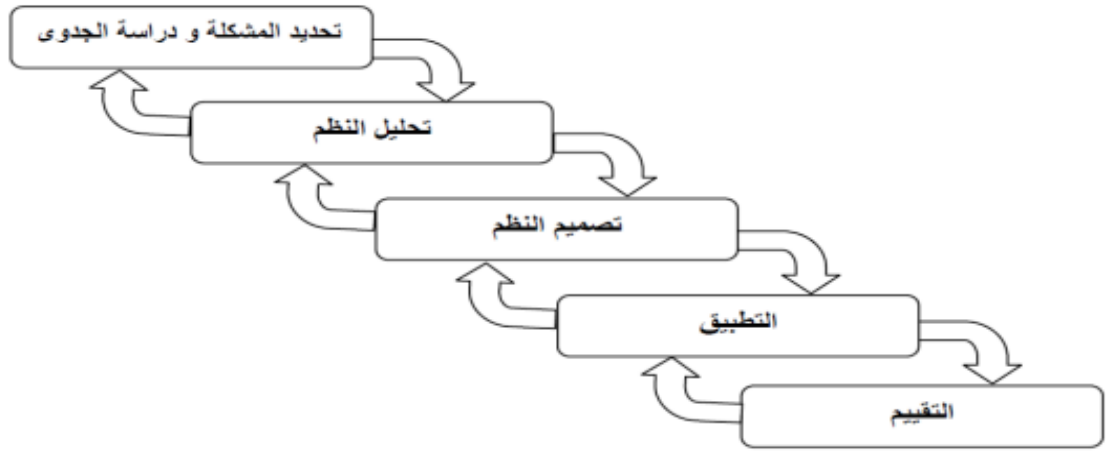 تحديد المشكلة و دراسة الجدوى
تحليل النظم
تصميم النظم
التطبيق
التقييم